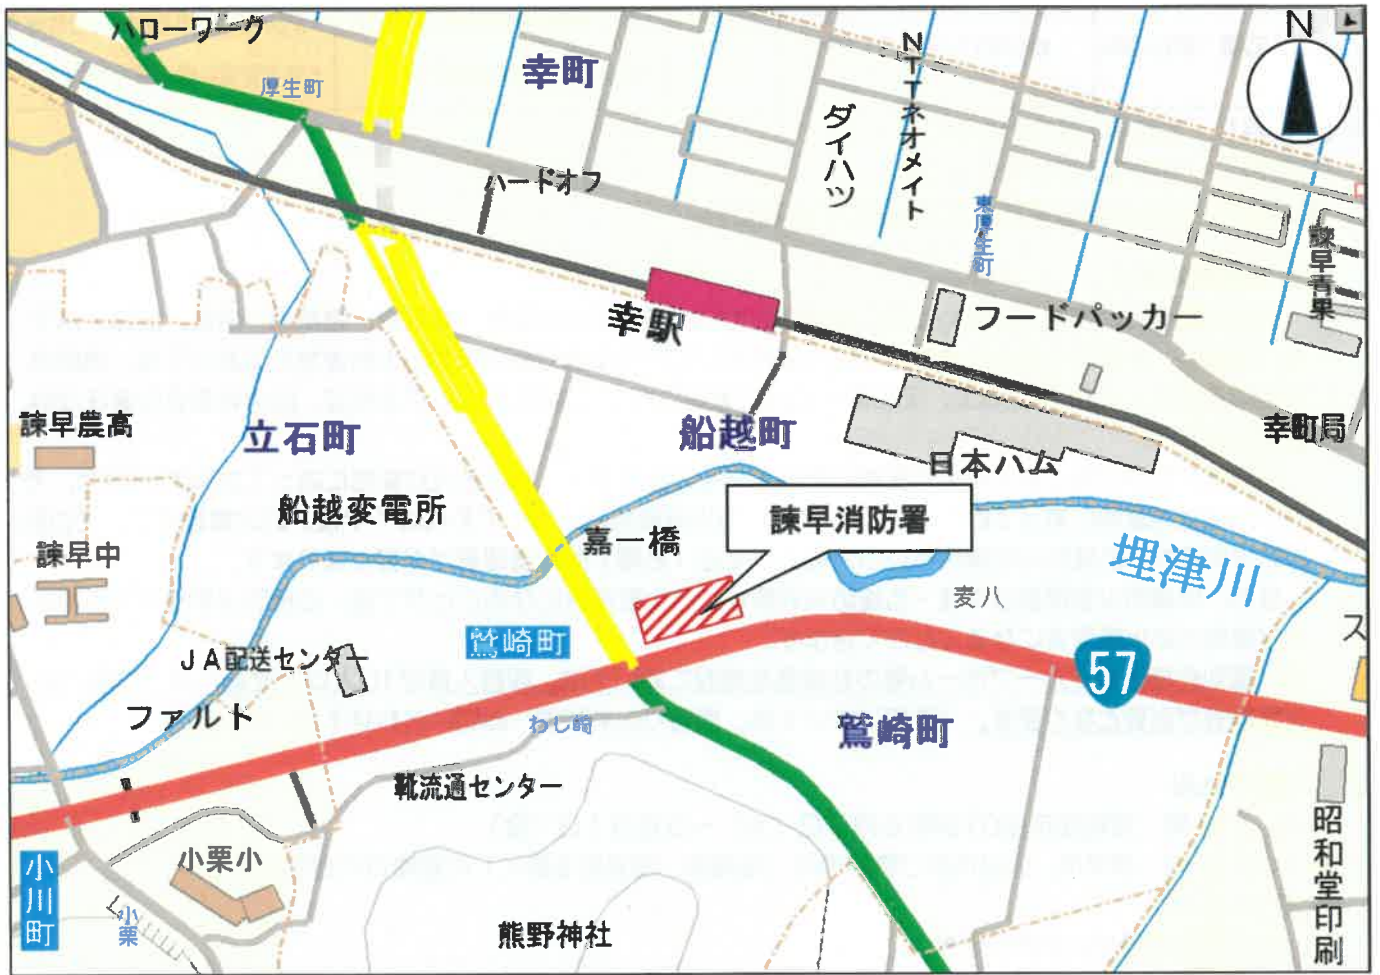 ハローワーク
N
厚生町
幸町
NTTネオメイト
ダイハツ
ハードオフ
東厚生町
諫早青果
幸駅
フードパッカー
諫早農高
立石町
船越町
幸町局
日本ハム
船越変電所
諫早消防署
嘉一橋
諫早中
埋津川
麦八
鷲崎町
ス
JA配送センター
57
ファルト
わし崎
鷲崎町
靴流通センター
昭和堂印刷
小栗小
小川町
小栗
熊野神社